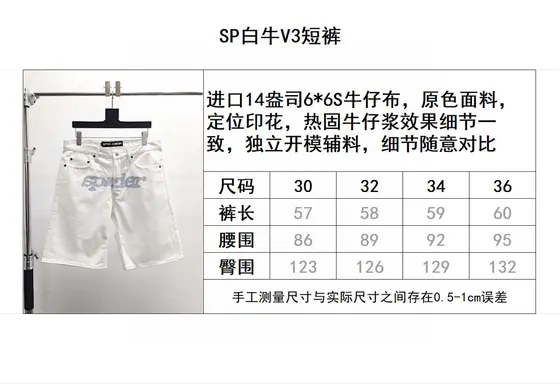 SP白牛V3短裤
进口14盎司6*6S牛仔布，原色面料，
定位印花，热固牛仔浆效果细节一
致，独立开模辅料，细节随意对比
尺码 30 32 34 36
裤长 57 58 59 60
腰围 86 89 92 95
臀围 123 126 129 132
手工测量尺寸与实际尺寸之间存在0.5-1cm误差